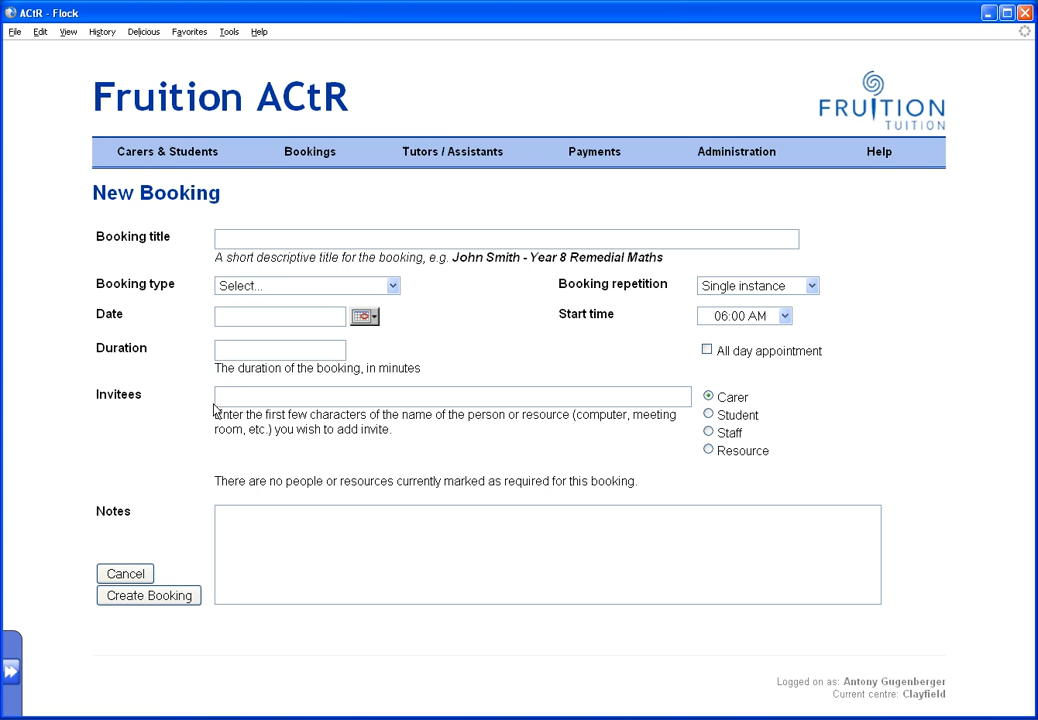 ACtR - Flock
File Edit View History Delicious Favorites Tools Help
Fruition ACtR
FRUITION
TUITION
Carers & Students Bookings Tutors / Assistants Payments Administration Help
New Booking
Booking title
A short descriptive title for the booking, e.g. John Smith - Year 8 Remedial Maths
Booking type Select... Booking repetition Single instance
Date Start time 06:00 AM
Duration All day appointment
The duration of the booking, in minutes
Invitees Carer
Enter the first few characters of the name of the person or resource (computer, meeting Student
room, etc.) you wish to add invite. Staff
Resource
There are no people or resources currently marked as required for this booking.
Notes
Cancel
Create Booking
Logged on as: Antony Gugenberger
Current centre: Clayfield